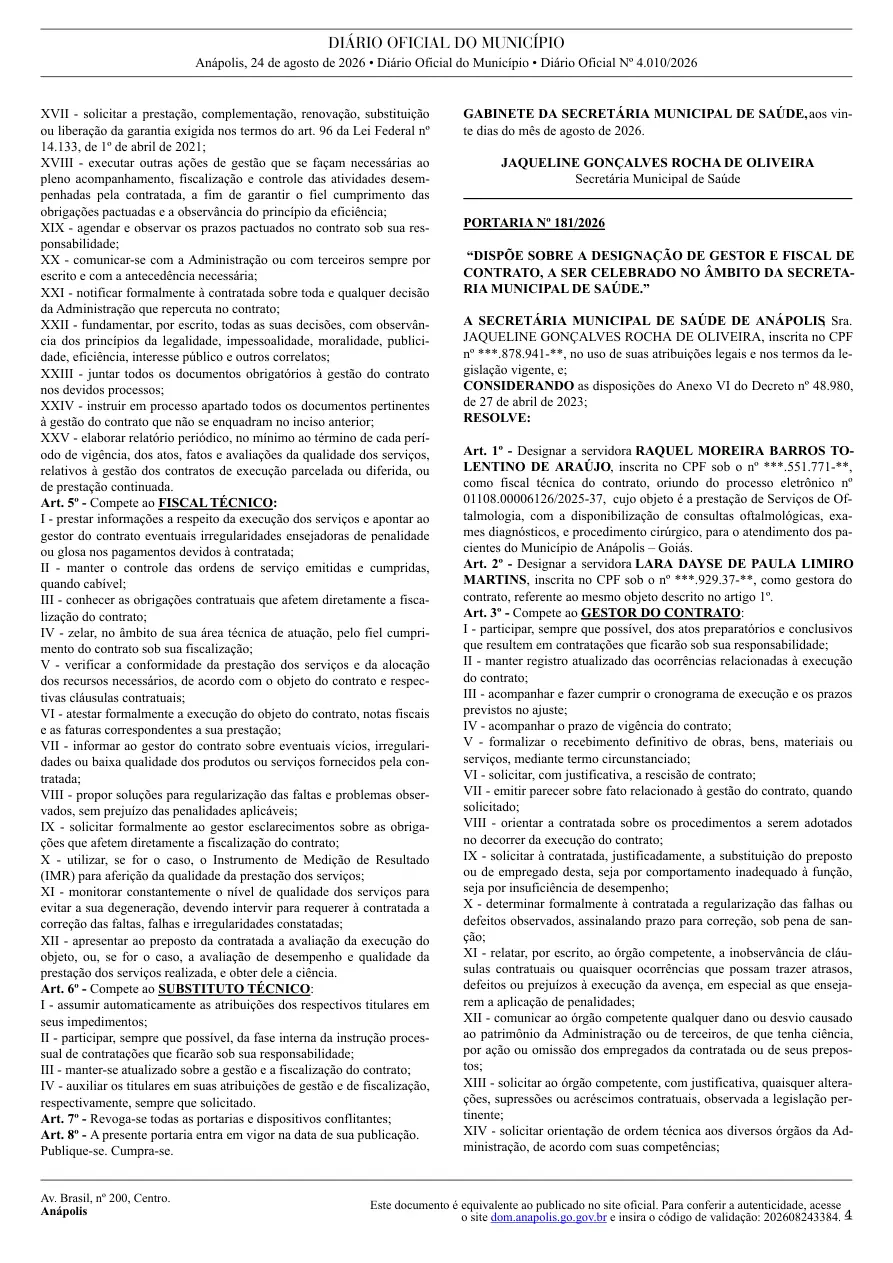 DIÁRIO OFICIAL DO MUNICÍPIO
Anápolis, 24 de agosto de 2026 • Diário Oficial do Município • Diário Oficial Nº 4.010/2026
XVII - solicitar a prestação, complementação, renovação, substituição
ou liberação da garantia exigida nos termos do art. 96 da Lei Federal nº
14.133, de 1º de abril de 2021;
XVIII - executar outras ações de gestão que se façam necessárias ao
pleno acompanhamento, fiscalização e controle das atividades desem-
penhadas pela contratada, a fim de garantir o fiel cumprimento das
obrigações pactuadas e a observância do princípio da eficiência;
XIX - agendar e observar os prazos pactuados no contrato sob sua res-
ponsabilidade;
XX - comunicar-se com a Administração ou com terceiros sempre por
escrito e com a antecedência necessária;
XXI - notificar formalmente à contratada sobre toda e qualquer decisão
da Administração que repercuta no contrato;
XXII - fundamentar, por escrito, todas as suas decisões, com observân-
cia dos princípios da legalidade, impessoalidade, moralidade, publici-
dade, eficiência, interesse público e outros correlatos;
XXIII - juntar todos os documentos obrigatórios à gestão do contrato
nos devidos processos;
XXIV - instruir em processo apartado todos os documentos pertinentes
à gestão do contrato que não se enquadram no inciso anterior;
XXV - elaborar relatório periódico, no mínimo ao término de cada perí-
odo de vigência, dos atos, fatos e avaliações da qualidade dos serviços,
relativos à gestão dos contratos de execução parcelada ou diferida, ou
de prestação continuada.
Art. 5º - Compete ao FISCAL TÉCNICO:
I - prestar informações a respeito da execução dos serviços e apontar ao
gestor do contrato eventuais irregularidades ensejadoras de penalidade
ou glosa nos pagamentos devidos à contratada;
II - manter o controle das ordens de serviço emitidas e cumpridas,
quando cabível;
III - conhecer as obrigações contratuais que afetem diretamente a fisca-
lização do contrato;
IV - zelar, no âmbito de sua área técnica de atuação, pelo fiel cumpri-
mento do contrato sob sua fiscalização;
V - verificar a conformidade da prestação dos serviços e da alocação
dos recursos necessários, de acordo com o objeto do contrato e respec-
tivas cláusulas contratuais;
VI - atestar formalmente a execução do objeto do contrato, notas fiscais
e as faturas correspondentes a sua prestação;
VII - informar ao gestor do contrato sobre eventuais vícios, irregulari-
dades ou baixa qualidade dos produtos ou serviços fornecidos pela con-
tratada;
VIII - propor soluções para regularização das faltas e problemas obser-
vados, sem prejuízo das penalidades aplicáveis;
IX - solicitar formalmente ao gestor esclarecimentos sobre as obriga-
ções que afetem diretamente a fiscalização do contrato;
X - utilizar, se for o caso, o Instrumento de Medição de Resultado
(IMR) para aferição da qualidade da prestação dos serviços;
XI - monitorar constantemente o nível de qualidade dos serviços para
evitar a sua degeneração, devendo intervir para requerer à contratada a
correção das faltas, falhas e irregularidades constatadas;
XII - apresentar ao preposto da contratada a avaliação da execução do
objeto, ou, se for o caso, a avaliação de desempenho e qualidade da
prestação dos serviços realizada, e obter dele a ciência.
Art. 6º - Compete ao SUBSTITUTO TÉCNICO:
I - assumir automaticamente as atribuições dos respectivos titulares em
seus impedimentos;
II - participar, sempre que possível, da fase interna da instrução proces-
sual de contratações que ficarão sob sua responsabilidade;
III - manter-se atualizado sobre a gestão e a fiscalização do contrato;
IV - auxiliar os titulares em suas atribuições de gestão e de fiscalização,
respectivamente, sempre que solicitado.
Art. 7º - Revoga-se todas as portarias e dispositivos conflitantes;
Art. 8º - A presente portaria entra em vigor na data de sua publicação.
Publique-se. Cumpra-se.
GABINETE DA SECRETÁRIA MUNICIPAL DE SAÚDE, aos vin-
te dias do mês de agosto de 2026.
JAQUELINE GONÇALVES ROCHA DE OLIVEIRA
Secretária Municipal de Saúde
PORTARIA Nº 181/2026
“DISPÕE SOBRE A DESIGNAÇÃO DE GESTOR E FISCAL DE
CONTRATO, A SER CELEBRADO NO ÂMBITO DA SECRETA-
RIA MUNICIPAL DE SAÚDE.”
A SECRETÁRIA MUNICIPAL DE SAÚDE DE ANÁPOLIS, Sra.
JAQUELINE GONÇALVES ROCHA DE OLIVEIRA, inscrita no CPF
nº ***.878.941-**, no uso de suas atribuições legais e nos termos da le-
gislação vigente, e;
CONSIDERANDO as disposições do Anexo VI do Decreto nº 48.980,
de 27 de abril de 2023;
RESOLVE:
Art. 1º - Designar a servidora RAQUEL MOREIRA BARROS TO-
LENTINO DE ARAÚJO, inscrita no CPF sob o nº ***.551.771-**,
como fiscal técnica do contrato, oriundo do processo eletrônico nº
01108.00006126/2025-37, cujo objeto é a prestação de Serviços de Of-
talmologia, com a disponibilização de consultas oftalmológicas, exa-
mes diagnósticos, e procedimento cirúrgico, para o atendimento dos pa-
cientes do Município de Anápolis – Goiás.
Art. 2º - Designar a servidora LARA DAYSE DE PAULA LIMIRO
MARTINS, inscrita no CPF sob o nº ***.929.37-**, como gestora do
contrato, referente ao mesmo objeto descrito no artigo 1º.
Art. 3º - Compete ao GESTOR DO CONTRATO:
I - participar, sempre que possível, dos atos preparatórios e conclusivos
que resultem em contratações que ficarão sob sua responsabilidade;
II - manter registro atualizado das ocorrências relacionadas à execução
do contrato;
III - acompanhar e fazer cumprir o cronograma de execução e os prazos
previstos no ajuste;
IV - acompanhar o prazo de vigência do contrato;
V - formalizar o recebimento definitivo de obras, bens, materiais ou
serviços, mediante termo circunstanciado;
VI - solicitar, com justificativa, a rescisão de contrato;
VII - emitir parecer sobre fato relacionado à gestão do contrato, quando
solicitado;
VIII - orientar a contratada sobre os procedimentos a serem adotados
no decorrer da execução do contrato;
IX - solicitar à contratada, justificadamente, a substituição do preposto
ou de empregado desta, seja por comportamento inadequado à função,
seja por insuficiência de desempenho;
X - determinar formalmente à contratada a regularização das falhas ou
defeitos observados, assinalando prazo para correção, sob pena de san-
ção;
XI - relatar, por escrito, ao órgão competente, a inobservância de cláu-
sulas contratuais ou quaisquer ocorrências que possam trazer atrasos,
defeitos ou prejuízos à execução da avença, em especial as que enseja-
rem a aplicação de penalidades;
XII - comunicar ao órgão competente qualquer dano ou desvio causado
ao patrimônio da Administração ou de terceiros, de que tenha ciência,
por ação ou omissão dos empregados da contratada ou de seus prepos-
tos;
XIII - solicitar ao órgão competente, com justificativa, quaisquer altera-
ções, supressões ou acréscimos contratuais, observada a legislação per-
tinente;
XIV - solicitar orientação de ordem técnica aos diversos órgãos da Ad-
ministração, de acordo com suas competências;
Av. Brasil, nº 200, Centro.
Anápolis
Este documento é equivalente ao publicado no site oficial. Para conferir a autenticidade, acesse
o site dom.anapolis.go.gov.br e insira o código de validação: 202608243384. 4